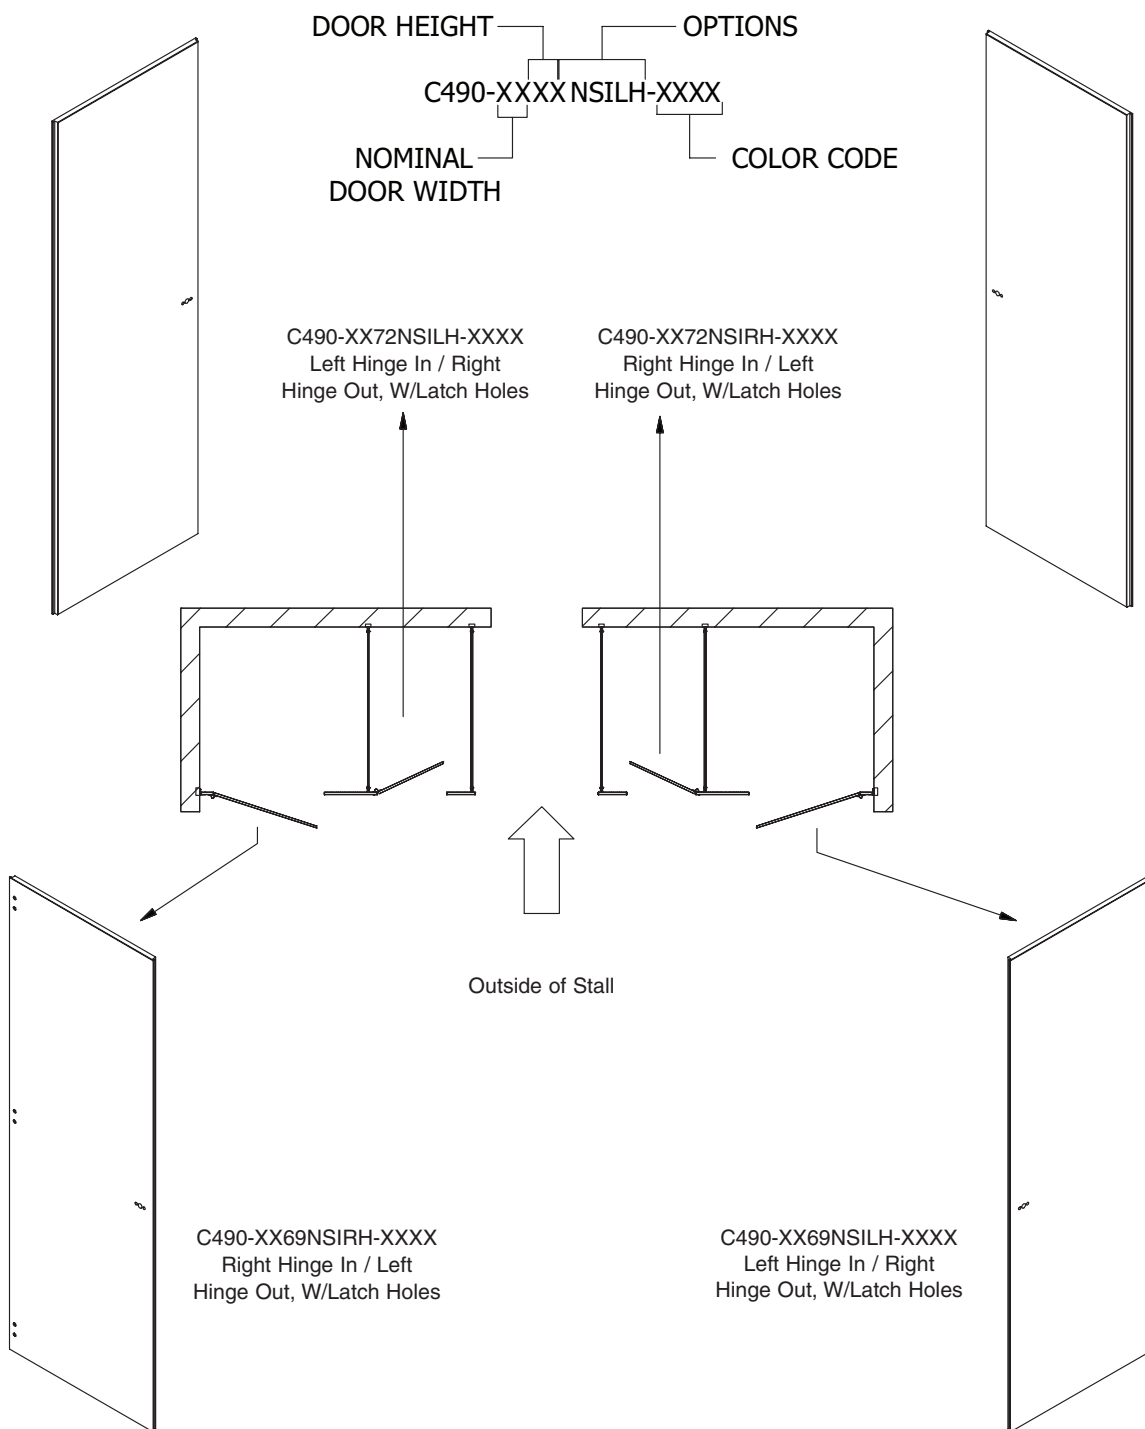 DOOR HEIGHT OPTIONS
C490-XXXXNSILH-XXXX
NOMINAL
DOOR WIDTH
COLOR CODE
C490-XX72NSILH-XXXX
Left Hinge In / Right
Hinge Out, W/Latch Holes
C490-XX72NSIRH-XXXX
Right Hinge In / Left
Hinge Out, W/Latch Holes
Outside of Stall
C490-XX69NSIRH-XXXX
Right Hinge In / Left
Hinge Out, W/Latch Holes
C490-XX69NSILH-XXXX
Left Hinge In / Right
Hinge Out, W/Latch Holes